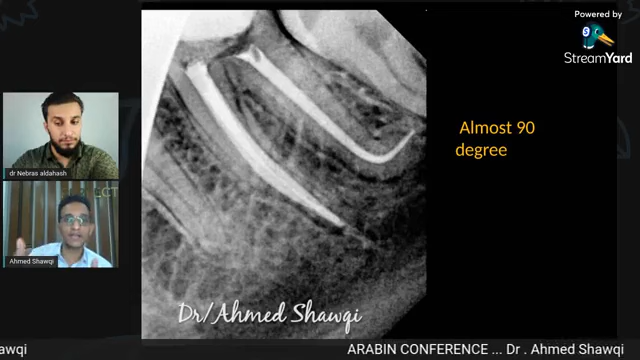 Powered by
StreamYard
Almost 90
degree
dr Nebras aldahash
Ahmed Shawqi
Dr/Ahmed Shawqi
awqi
ARABIN CONFERENCE ... Dr . Ahmed Shawqi